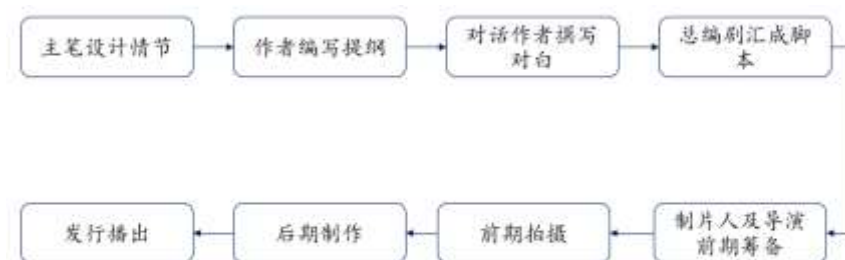 主笔设计情节
作者编写提纲
对话作者撰写
对白
总编剧汇成脚
本
制片人及导演
前期筹备
前期拍摄
后期制作
发行播出